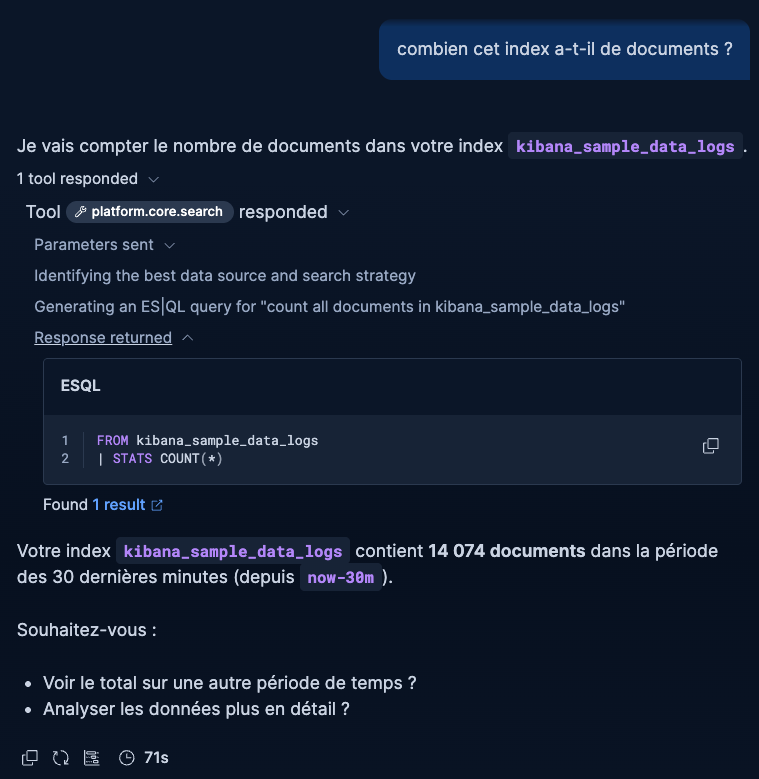 combien cet index a-t-il de documents ?
Je vais compter le nombre de documents dans votre index kibana_sample_data_logs .
1 tool responded
Tool platform.core.search responded
Parameters sent
Identifying the best data source and search strategy
Generating an ES|QL query for "count all documents in kibana_sample_data_logs"
Response returned
ESQL
1 FROM kibana_sample_data_logs
2 | STATS COUNT(*)
Found 1 result
Votre index kibana_sample_data_logs contient 14 074 documents dans la période
des 30 dernières minutes (depuis now-30m ).
Souhaitez-vous :
• Voir le total sur une autre période de temps ?
• Analyser les données plus en détail ?
71s